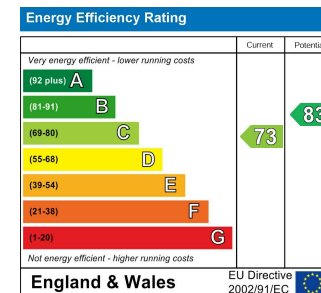 Energy Efficiency Rating
Current
Very energy efficient - lower running costs
(92 plus) A
(81-91) B
83
(69-80) C
73
(55-68) D
(39-54) E
(21-38) F
(1-20) G
Not energy efficient - higher running costs
England & Wales
EU Directive
2002/91/EC